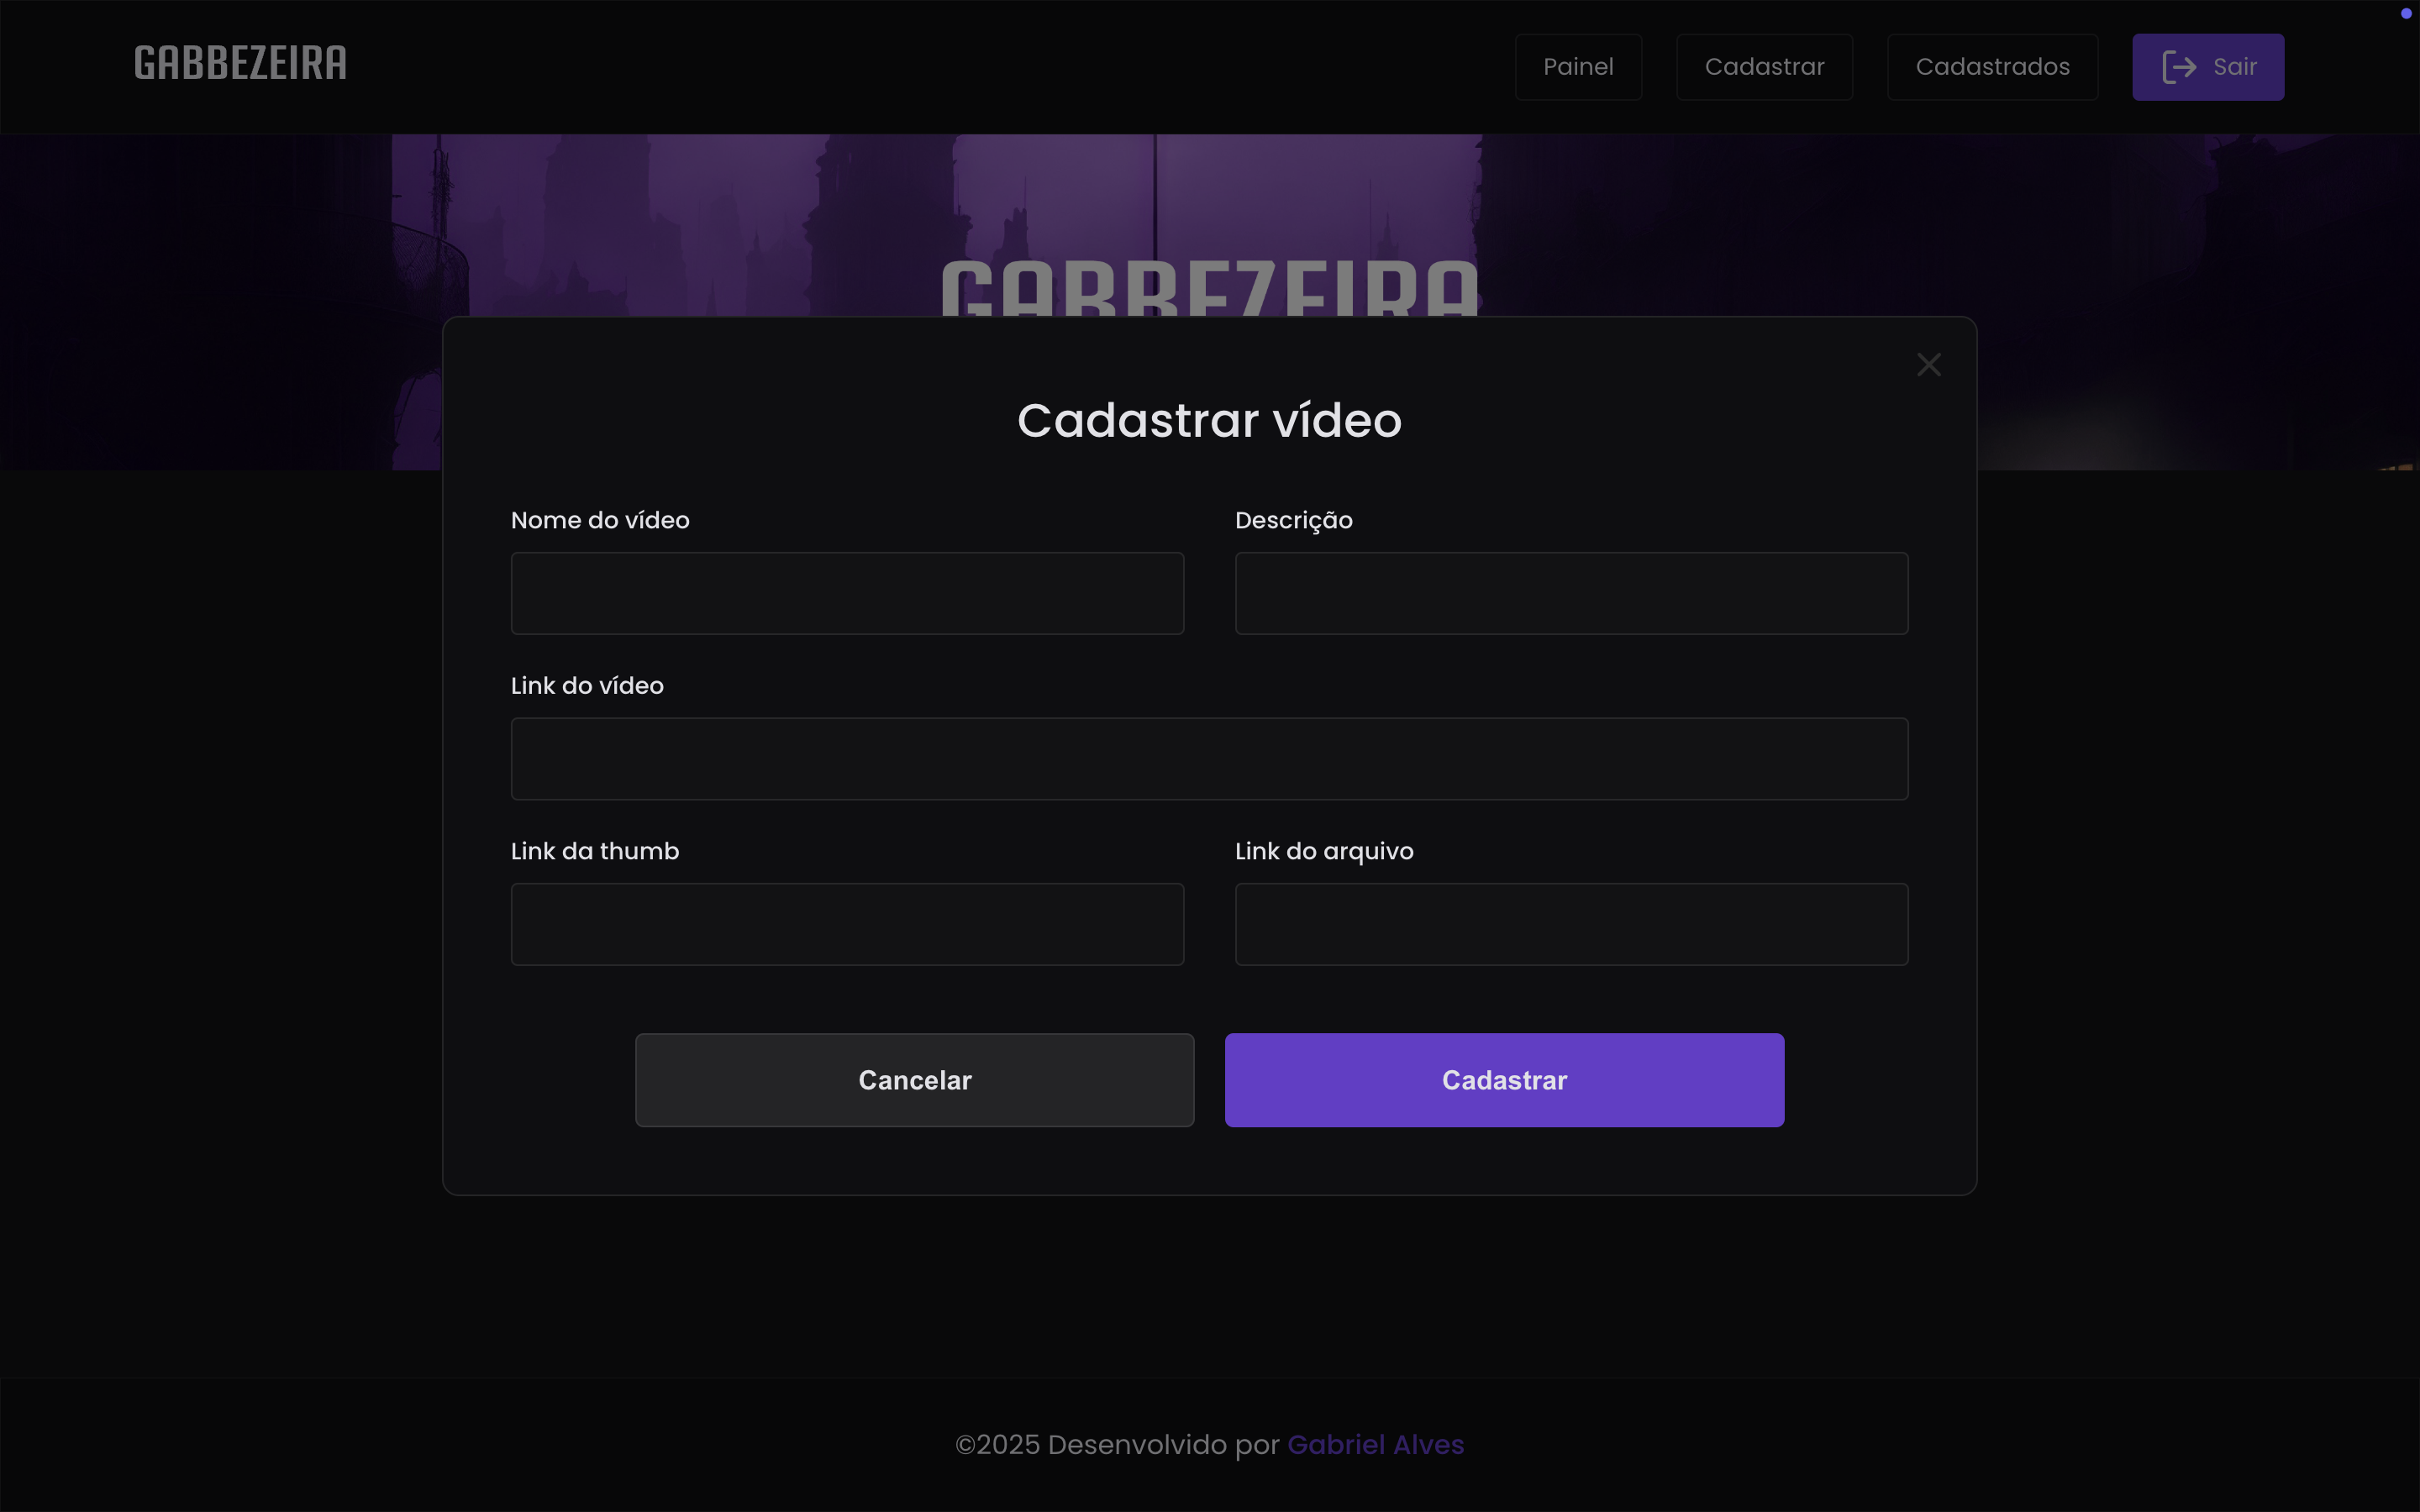 GABBEZEIRA
Painel
Cadastrar
Cadastrados
Sair
GABBEZEIRA
Cadastrar vídeo
Nome do vídeo
Descrição
Link do vídeo
Link da thumb
Link do arquivo
Cancelar
Cadastrar
©2025 Desenvolvido por Gabriel Alves